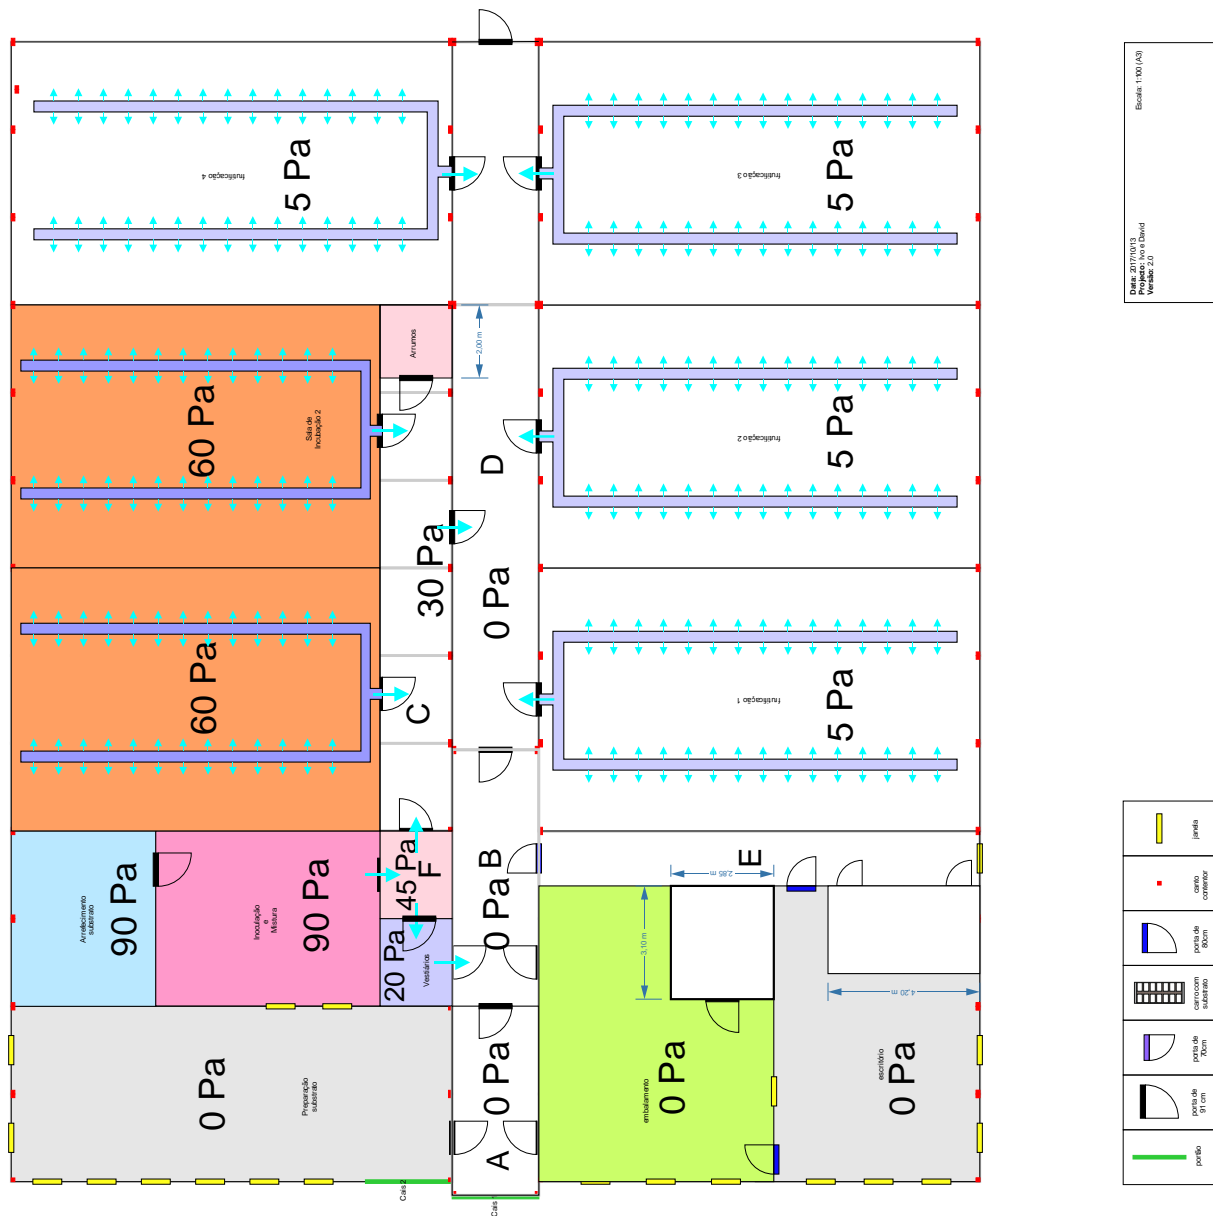 Escala: 1:100 (A3)
Data: 2017/10/13
Projecto: Ivo e David
Versão: 2.0
5 Pa
frutificação 4
5 Pa
frutificação 3
Arrumos
2,00 m
60 Pa
Sala de
Incubação 2
D
30 Pa
0 Pa
5 Pa
frutificação 2
60 Pa
C
5 Pa
frutificação 1
90 Pa
Arrefecimento
substrato
90 Pa
Inoculação
e
Mistura
45 Pa
F
20 Pa
Vestiários
B
0 Pa
E
2,85 m
3,10 m
4,20 m
0 Pa
Preparação
substrato
0 Pa
A
0 Pa
embalamento
0 Pa
escritório
Cais 2
Cais 1
janela
canto
contentor
porta de
80cm
carro com
substrato
porta de
70cm
porta de
91 cm
portão